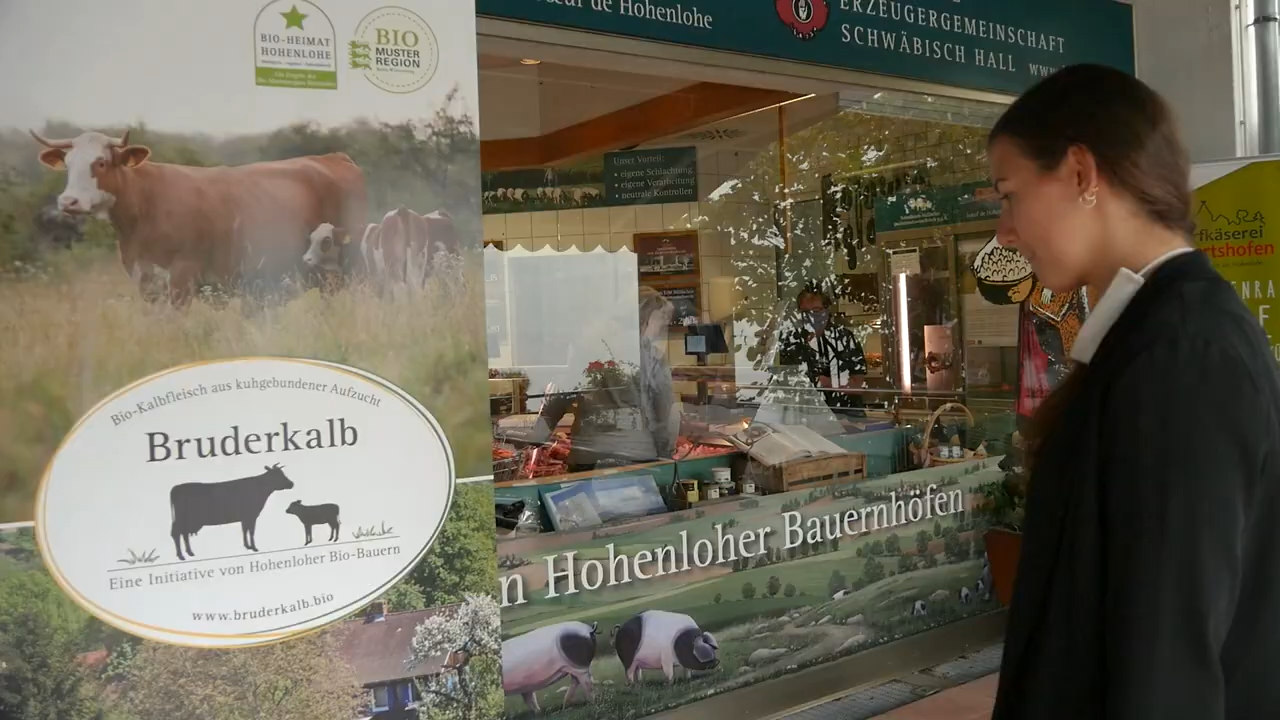 BIO-HEIMAT
HOHENLOHE
BIO
MUSTER
REGION
Bio-Kalbfleisch aus kuhgebundener Aufzucht
Bruderkalb
Eine Initiative von Hohenloher Bio-Bauern
www.bruderkalb.bio
de Hohenlohe
ERZEUGERGEMEINSCHAFT
SCHWÄBISCH HALL www
Unser Vorteil:
• eigene Schlachtung
• eigene Verarbeitung
• neutrale Kontrollen
n Hohenloher Bauernhöfen
fkäserei
rtshofen
ENRA